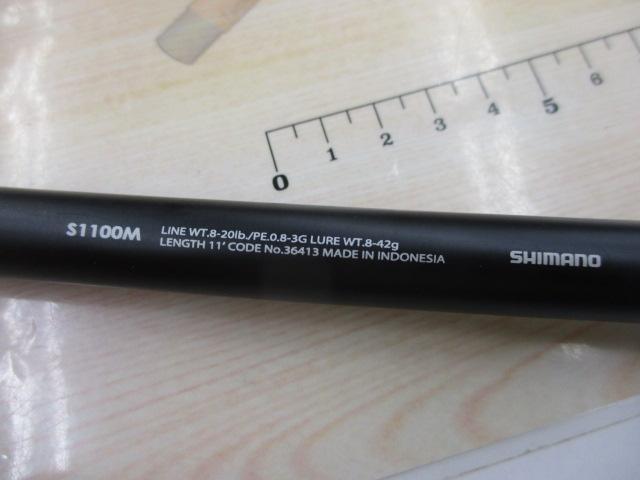 0 1 2 3 4 5 6
S1100M
LINE WT.8-20lb./PE.0.8-3G LURE WT.8-42g
LENGTH 11' CODE No.36413 MADE IN INDONESIA
SHIMANO